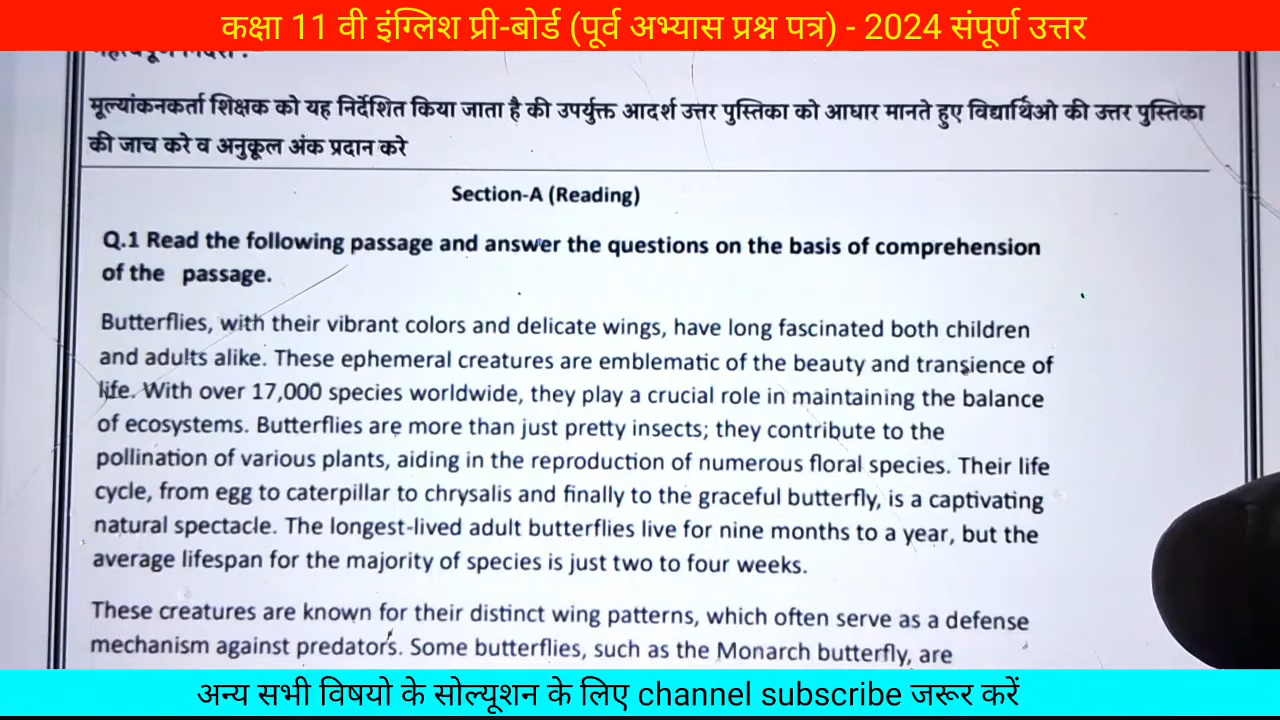 कक्षा 11 वी इंग्लिश प्री-बोर्ड (पूर्व अभ्यास प्रश्न पत्र) - 2024 संपूर्ण उत्तर
मूल्यांकनकर्ता शिक्षक को यह निर्देशित किया जाता है की उपर्युक्त आदर्श उत्तर पुस्तिका को आधार मानते हुए विद्यार्थिओ की उत्तर पुस्तिका
की जाच करे व अनुकूल अंक प्रदान करे
Section-A (Reading)
Q.1 Read the following passage and answer the questions on the basis of comprehension
of the passage.
Butterflies, with their vibrant colors and delicate wings, have long fascinated both children
and adults alike. These ephemeral creatures are emblematic of the beauty and transience of
life. With over 17,000 species worldwide, they play a crucial role in maintaining the balance
of ecosystems. Butterflies are more than just pretty insects; they contribute to the
pollination of various plants, aiding in the reproduction of numerous floral species. Their life
cycle, from egg to caterpillar to chrysalis and finally to the graceful butterfly, is a captivating
natural spectacle. The longest-lived adult butterflies live for nine months to a year, but the
average lifespan for the majority of species is just two to four weeks.
These creatures are known for their distinct wing patterns, which often serve as a defense
mechanism against predators. Some butterflies, such as the Monarch butterfly, are
अन्य सभी विषयो के सोल्यूशन के लिए channel subscribe जरूर करें